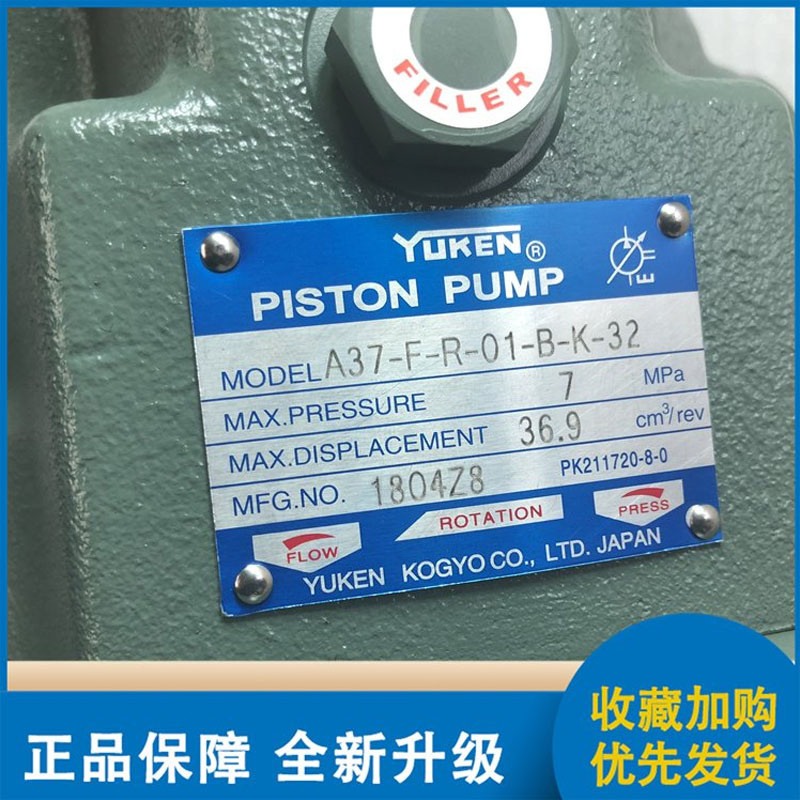 FILLER
YUKEN®
PISTON PUMP
MODEL A37-F-R-01-B-K-32
MAX.PRESSURE 7 MPa
MAX.DISPLACEMENT 36.9 cm³/rev
MFG.NO. 1804Z8 PK211720-8-0
FLOW ROTATION PRESS
YUKEN KOGYO CO., LTD. JAPAN
收藏加购
优先发货
正品保障 全新升级